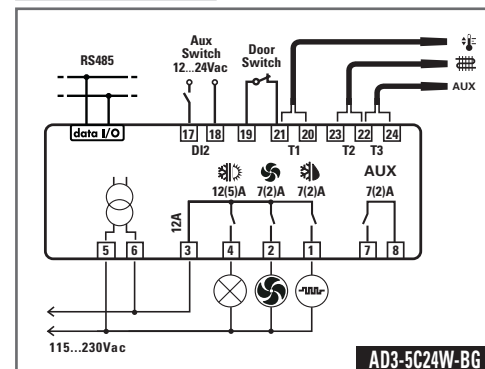 RS485
Aux
Switch
12...24Vac
Door
Switch
AUX
data I/O
17 18 19 21 20 23 22 24
DI2 T1 T2 T3
12(5)A 7(2)A 7(2)A
AUX
7(2)A
12A
5 6 3 4 2 1 7 8
115...230Vac
AD3-5C24W-BG